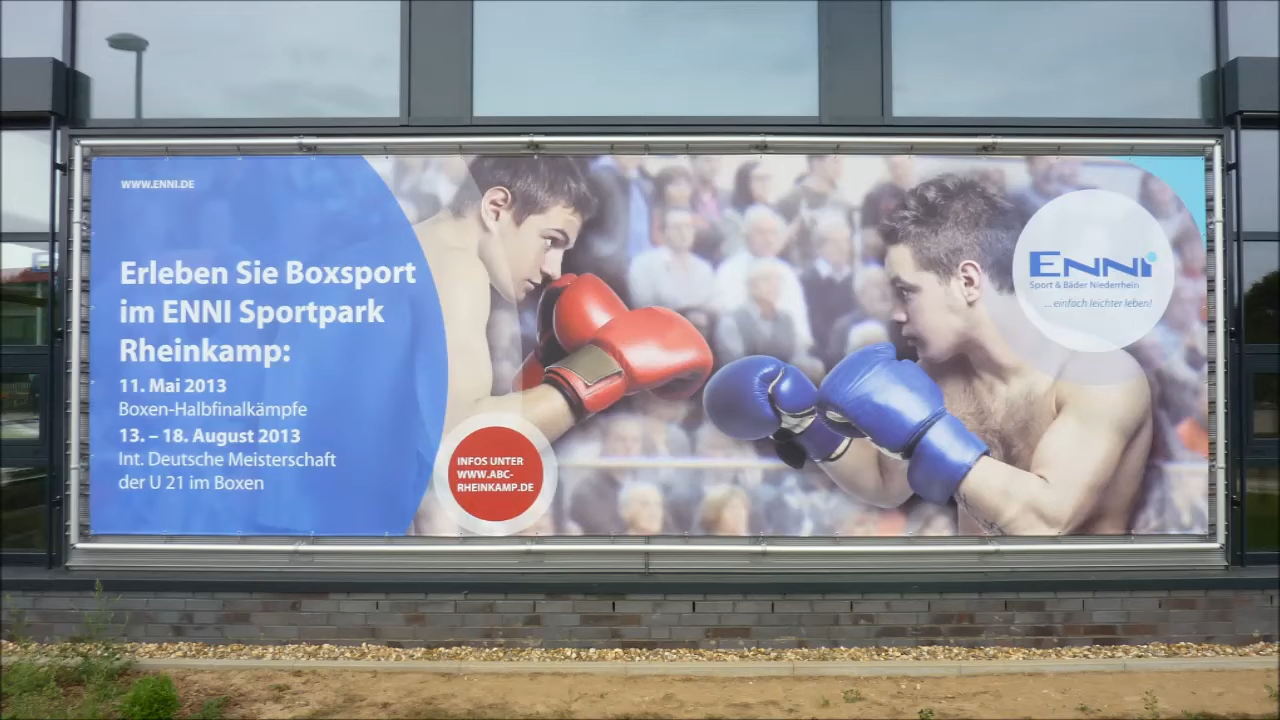 WWW.ENNI.DE
Erleben Sie Boxsport
im ENNI Sportpark
Rheinkamp:
11. Mai 2013
Boxen-Halbfinalkämpfe
13. – 18. August 2013
Int. Deutsche Meisterschaft
der U 21 im Boxen
INFOS UNTER
WWW.ABC-
RHEINKAMP.DE
ENNI
Sport & Bäder Niederrhein
...einfach leichter leben!